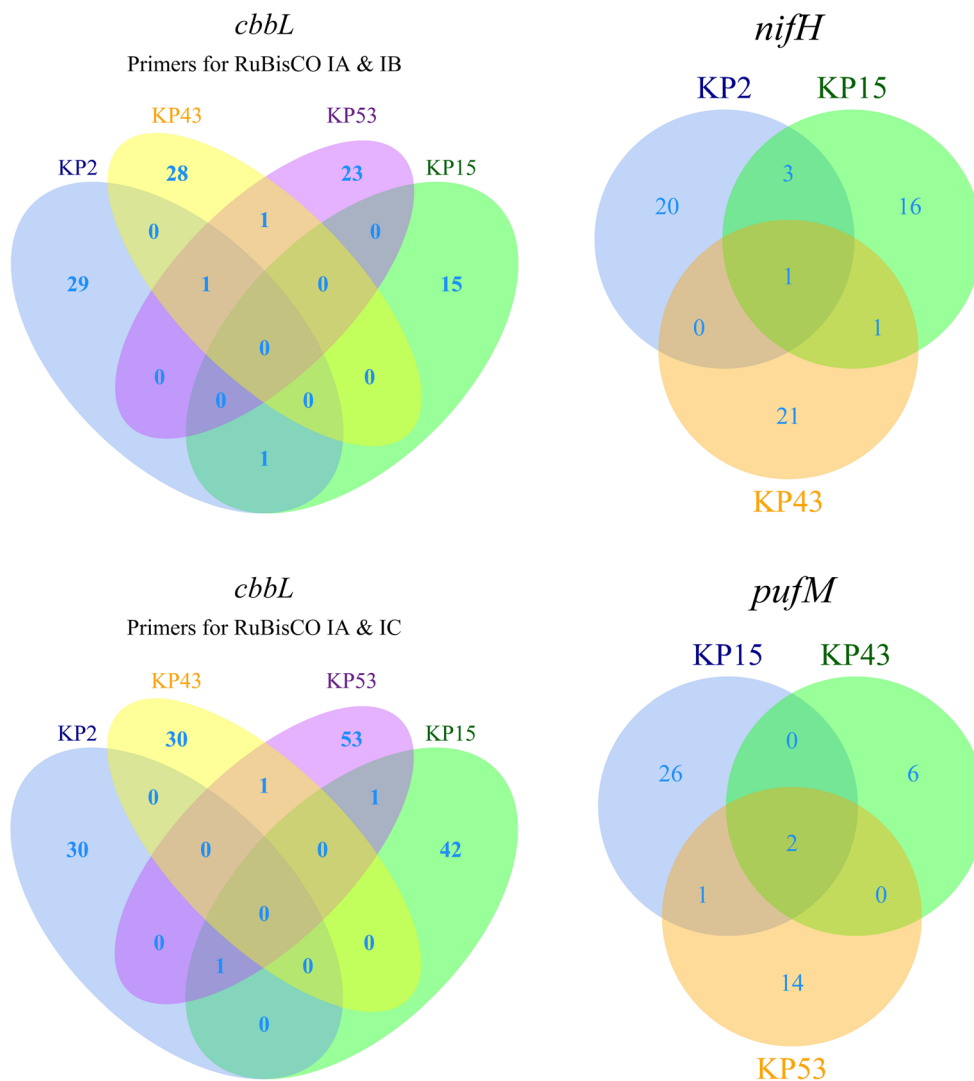 cbbL
Primers for RuBisCO IA & IB
KP43
KP53
KP2
KP15
28
23
0
1
0
29
1
0
15
0
0
0
0
0
1
nifH
KP2
KP15
3
20
16
1
0
1
21
KP43
cbbL
Primers for RuBisCO IA & IC
KP43
KP53
KP2
KP15
30
53
0
1
1
30
0
0
42
0
0
0
1
0
0
pufM
KP15
KP43
0
26
6
2
1
0
14
KP53